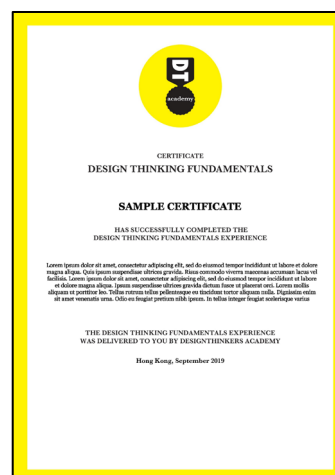 DT
academy
CERTIFICATE
DESIGN THINKING FUNDAMENTALS
SAMPLE CERTIFICATE
HAS SUCCESSFULLY COMPLETED THE
DESIGN THINKING FUNDAMENTALS EXPERIENCE
Lorem ipsum dolor sit amet, consectetur adipiscing elit, sed do eiusmod tempor incididunt ut labore et dolore
magna aliqua. Quis ipsum suspendisse ultrices gravida. Risus commodo viverra maecenas accumsan lacus vel
facilisis. Lorem ipsum dolor sit amet, consectetur adipiscing elit, sed do eiusmod tempor incididunt ut labore
et dolore magna aliqua. Ipsum suspendisse ultrices gravida dictum fusce ut placerat orci. Lorem mollis
aliquam ut porttitor leo. Tellus rutrum tellus pellentesque eu tincidunt tortor aliquam nulla. Dignissim enim
sit amet venenatis urna. Odio eu feugiat pretium nibh ipsum. In tellus integer feugiat scelerisque varius
THE DESIGN THINKING FUNDAMENTALS EXPERIENCE
WAS DELIVERED TO YOU BY DESIGNTHINKERS ACADEMY
Hong Kong, September 2019